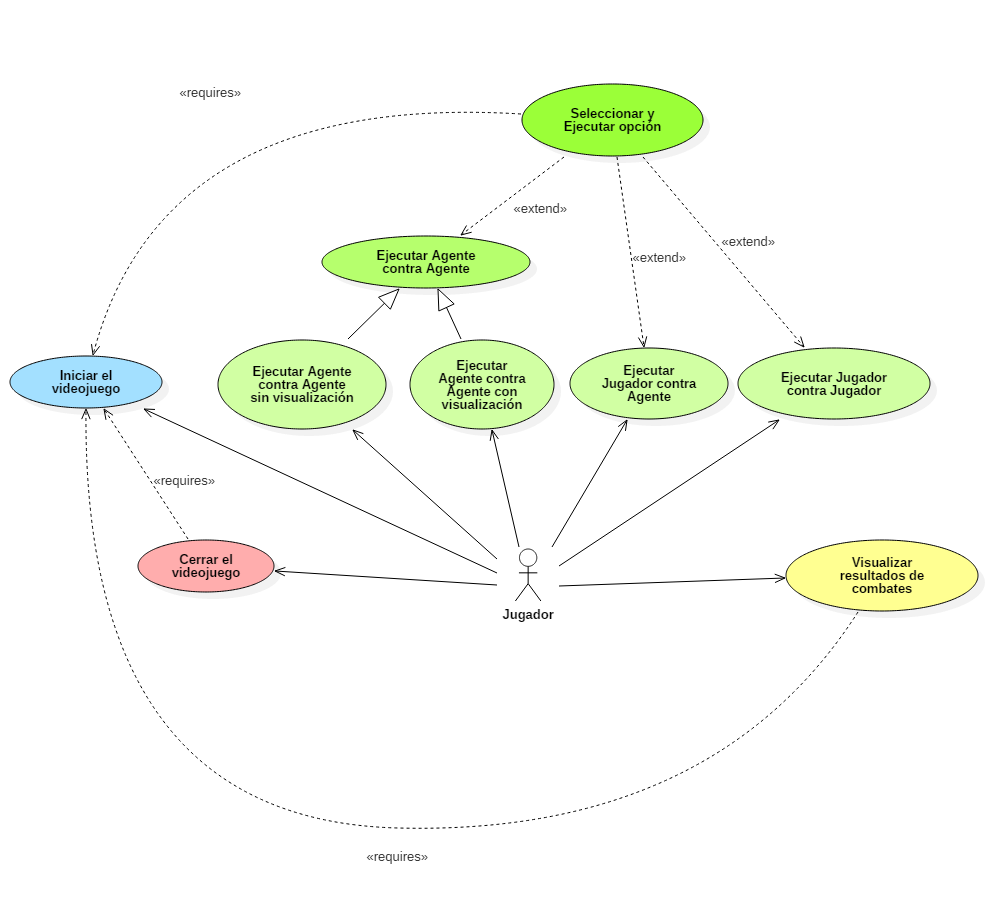 «requires»
Seleccionar y
Ejecutar opción
«extend»
«extend»
«extend»
Ejecutar Agente
contra Agente
Iniciar el
videojuego
Ejecutar Agente
contra Agente
sin visualización
Ejecutar
Agente contra
Agente con
visualización
Ejecutar
Jugador contra
Agente
Ejecutar Jugador
contra Jugador
«requires»
Cerrar el
videojuego
Jugador
Visualizar
resultados de
combates
«requires»